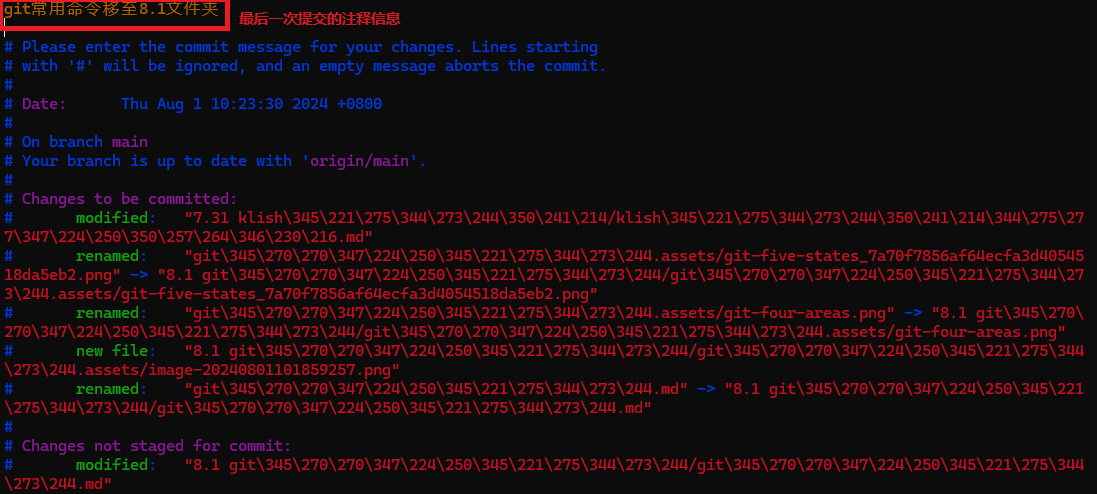 git常用命令移至8.1文件夹
最后一次提交的注释信息
# Please enter the commit message for your changes. Lines starting
# with '#' will be ignored, and an empty message aborts the commit.
#
# Date:      Thu Aug 1 10:23:30 2024 +0800
#
# On branch main
# Your branch is up to date with 'origin/main'.
#
# Changes to be committed:
#       modified:   "7.31 klish\345\221\275\344\273\244\350\241\214/klish\345\221\275\344\273\244\350\241\214\344\275\27
7\347\224\250\350\257\264\346\230\216.md"
#       renamed:    "git\345\270\270\347\224\250\345\221\275\344\273\244.assets/git-five-states_7a70f7856af64ecfa3d40545
18da5eb2.png" -> "8.1 git\345\270\270\347\224\250\345\221\275\344\273\244/git\345\270\270\347\224\250\345\221\275\344\27
3\244.assets/git-five-states_7a70f7856af64ecfa3d4054518da5eb2.png"
#       renamed:    "git\345\270\270\347\224\250\345\221\275\344\273\244.assets/git-four-areas.png" -> "8.1 git\345\270\
270\347\224\250\345\221\275\344\273\244/git\345\270\270\347\224\250\345\221\275\344\273\244.assets/git-four-areas.png"
#       new file:   "8.1 git\345\270\270\347\224\250\345\221\275\344\273\244/git\345\270\270\347\224\250\345\221\275\344
\273\244.assets/image-20240801101859257.png"
#       renamed:    "git\345\270\270\347\224\250\345\221\275\344\273\244.md" -> "8.1 git\345\270\270\347\224\250\345\221
\275\344\273\244/git\345\270\270\347\224\250\345\221\275\344\273\244.md"
#
# Changes not staged for commit:
#       modified:   "8.1 git\345\270\270\347\224\250\345\221\275\344\273\244/git\345\270\270\347\224\250\345\221\275\344
\273\244.md"